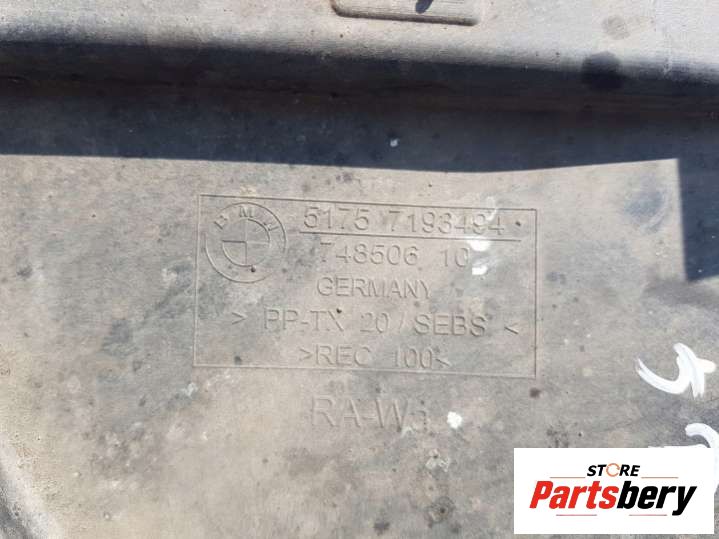 BMW
5175 7193494
748506 10
GERMANY
> PP-TX 20 / SEBS <
>REC 100<
RA-W3
STORE
Partsbery